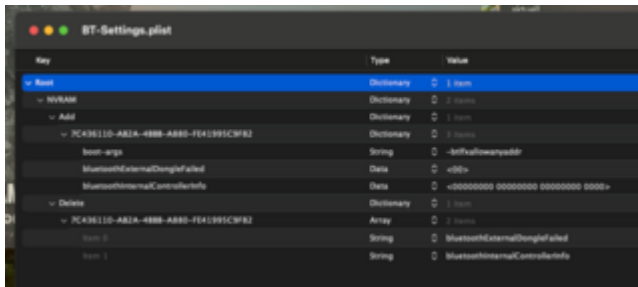 BT-Settings.plist
Key Type Value
Root Dictionary 1 item
NVRAM Dictionary 2 items
Add Dictionary 1 item
7C436110-AB2A-4BBB-A880-FE41995C9F82 Dictionary 3 items
boot-args String -btlfxallowanyaddr
bluetoothExternalDongleFailed Data <00>
bluetoothInternalControllerInfo Data <00000000 00000000 00000000 0000>
Delete Dictionary 1 item
7C436110-AB2A-4BBB-A880-FE41995C9F82 Array 2 items
Item 0 String bluetoothExternalDongleFailed
Item 1 String bluetoothInternalControllerInfo